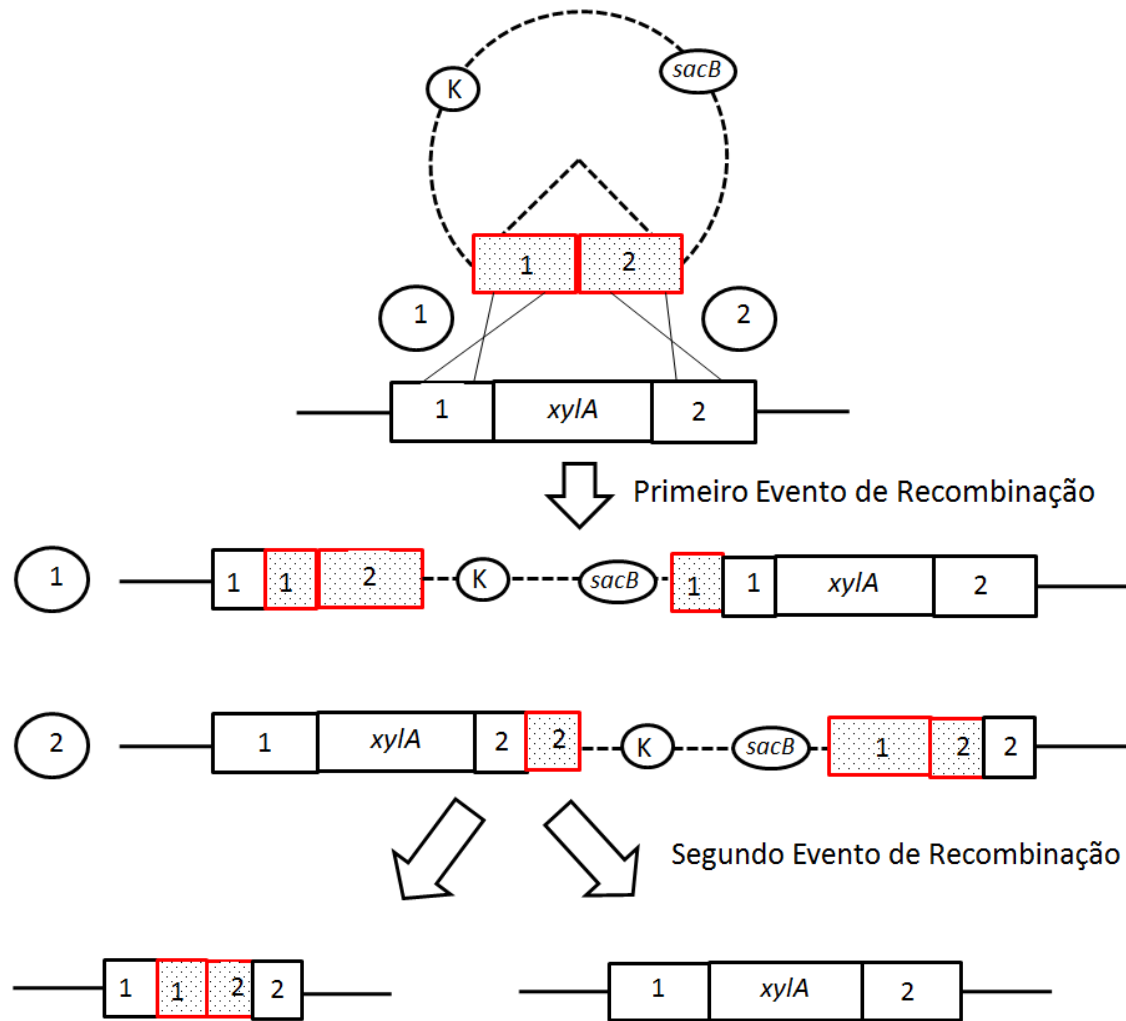 K
sacB
1 2
1 2
1 xylA 2
Primeiro Evento de Recombinação
1 1 1 2 K sacB 1 1 xylA 2
2 1 xylA 2 2 K sacB 1 2 2
Segundo Evento de Recombinação
1 1 2 2
1 xylA 2